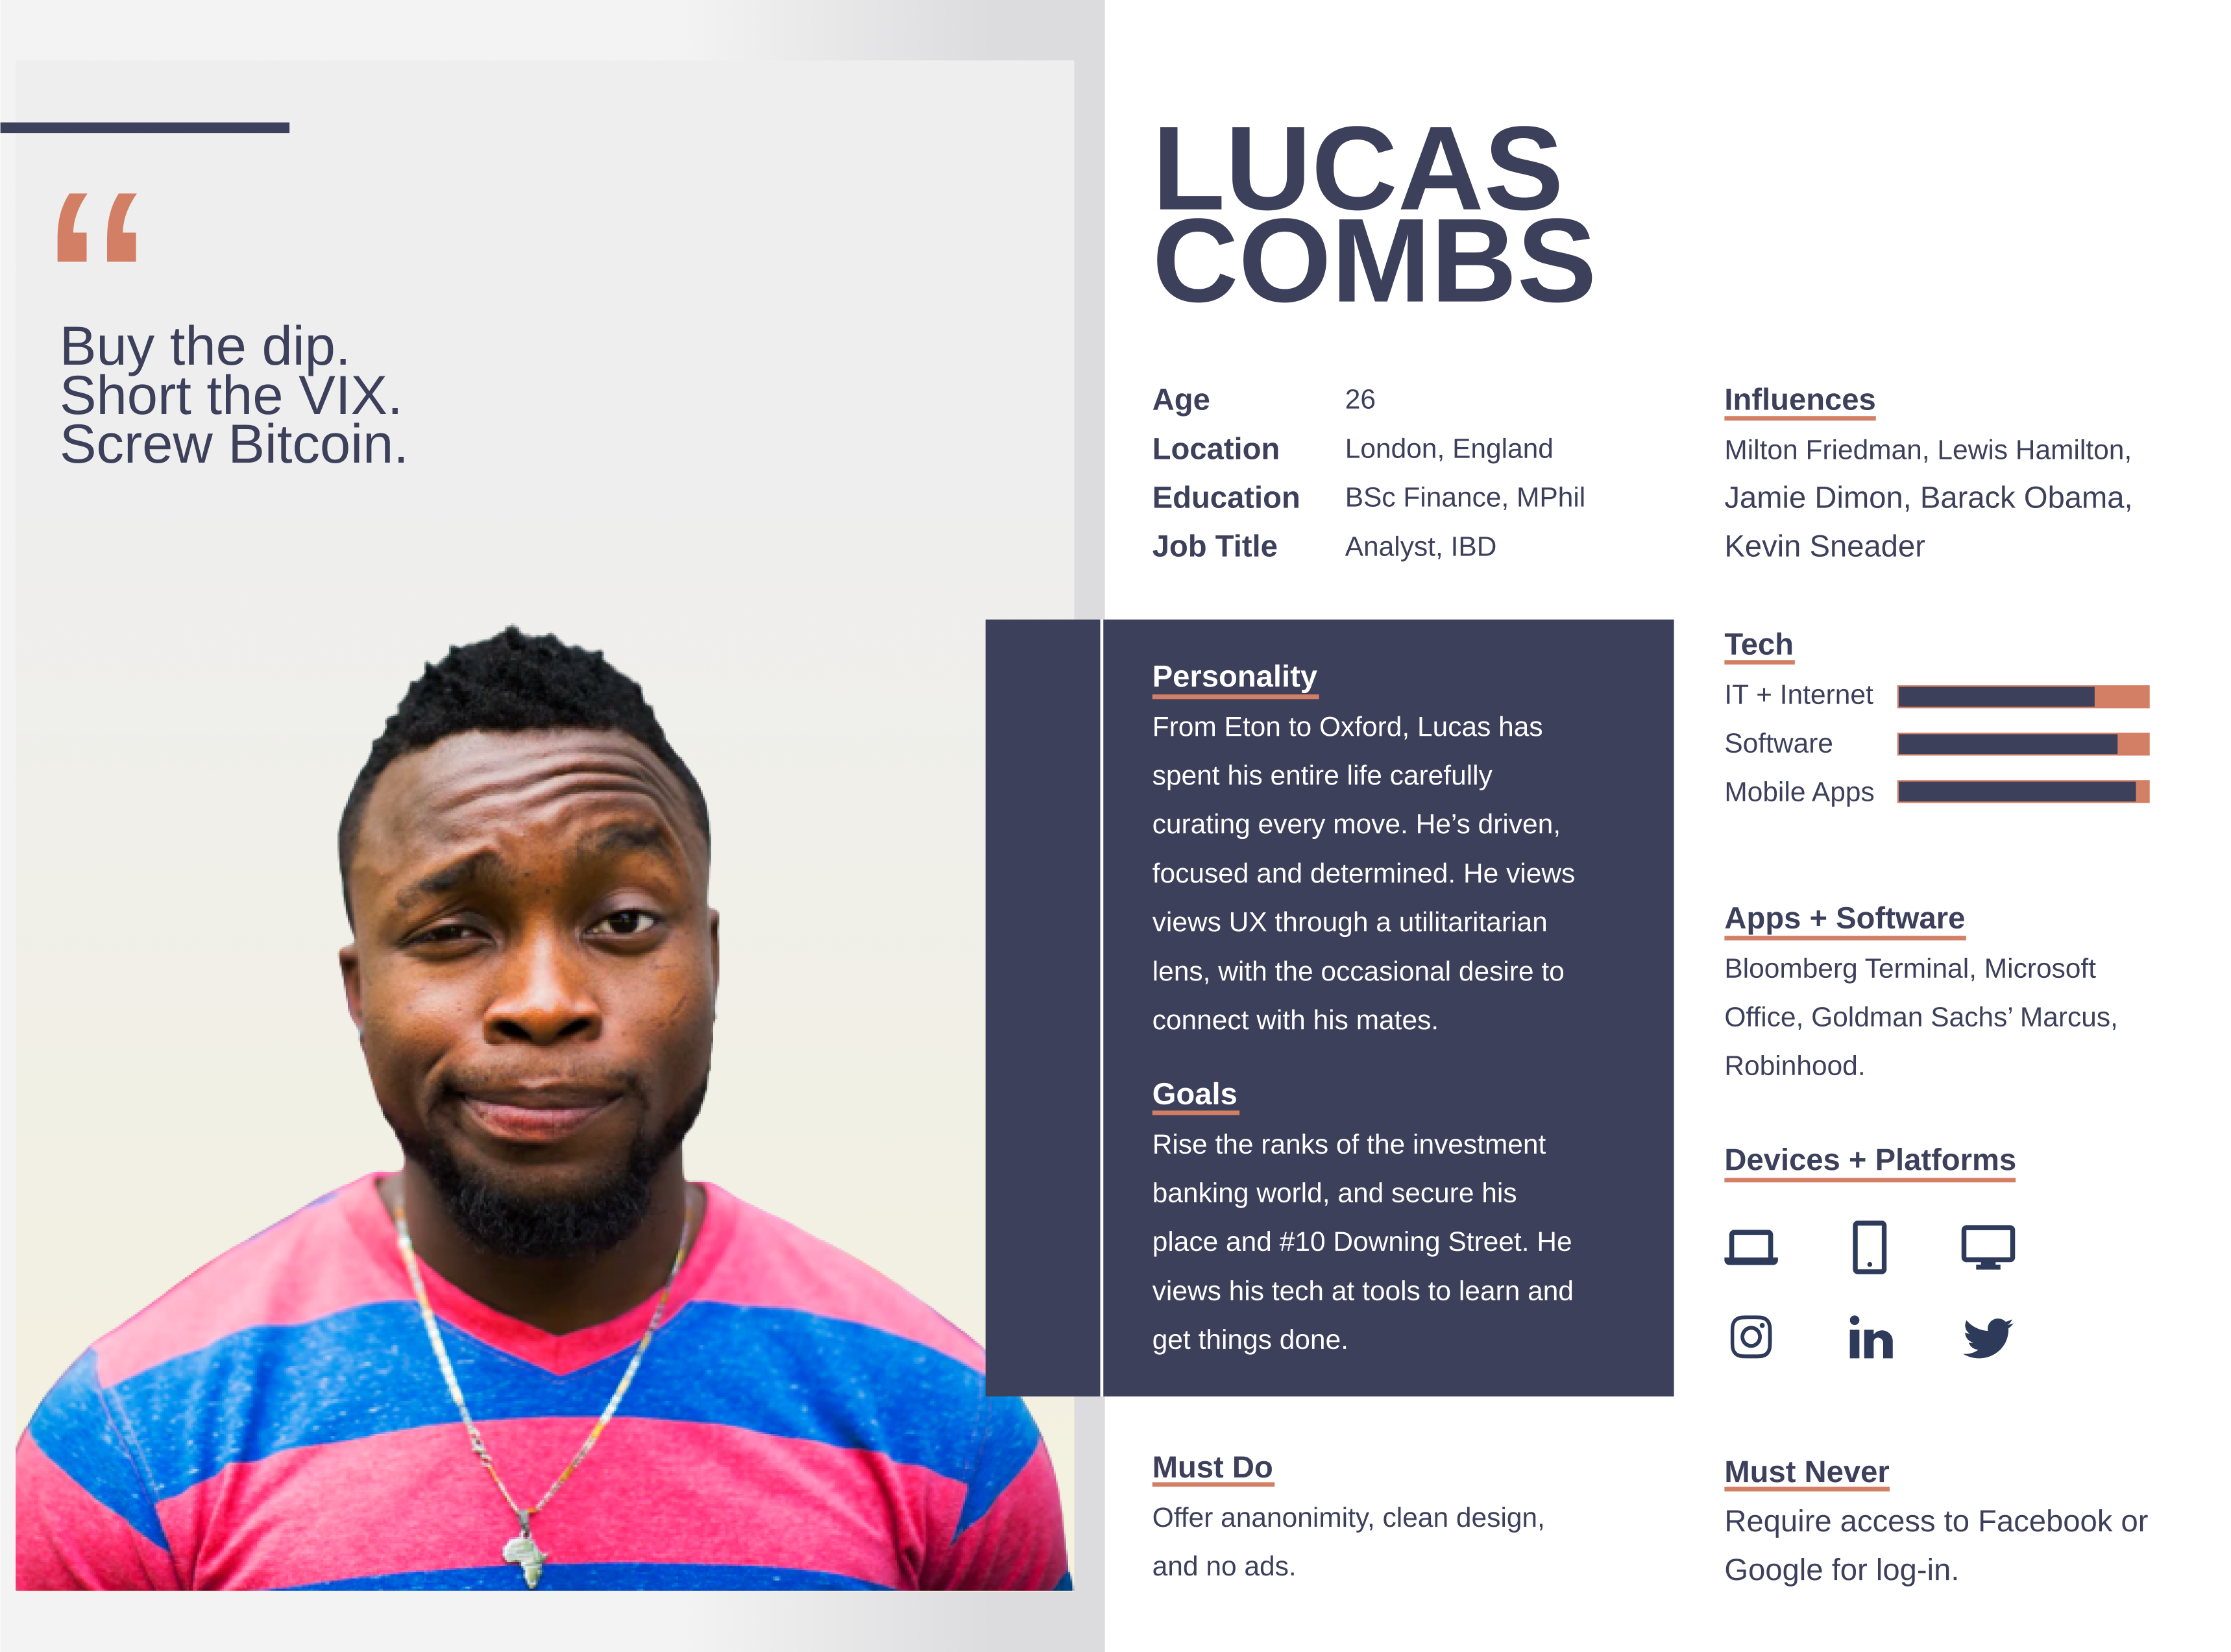 “
Buy the dip.
Short the VIX.
Screw Bitcoin.
LUCAS
COMBS
Age 26
Location London, England
Education BSc Finance, MPhil
Job Title Analyst, IBD
Influences
Milton Friedman, Lewis Hamilton,
Jamie Dimon, Barack Obama,
Kevin Sneader
Personality
From Eton to Oxford, Lucas has
spent his entire life carefully
curating every move. He’s driven,
focused and determined. He views
views UX through a utilitaritarian
lens, with the occasional desire to
connect with his mates.
Goals
Rise the ranks of the investment
banking world, and secure his
place and #10 Downing Street. He
views his tech at tools to learn and
get things done.
Tech
IT + Internet
Software
Mobile Apps
Apps + Software
Bloomberg Terminal, Microsoft
Office, Goldman Sachs’ Marcus,
Robinhood.
Devices + Platforms
in
Must Do
Offer ananonimity, clean design,
and no ads.
Must Never
Require access to Facebook or
Google for log-in.